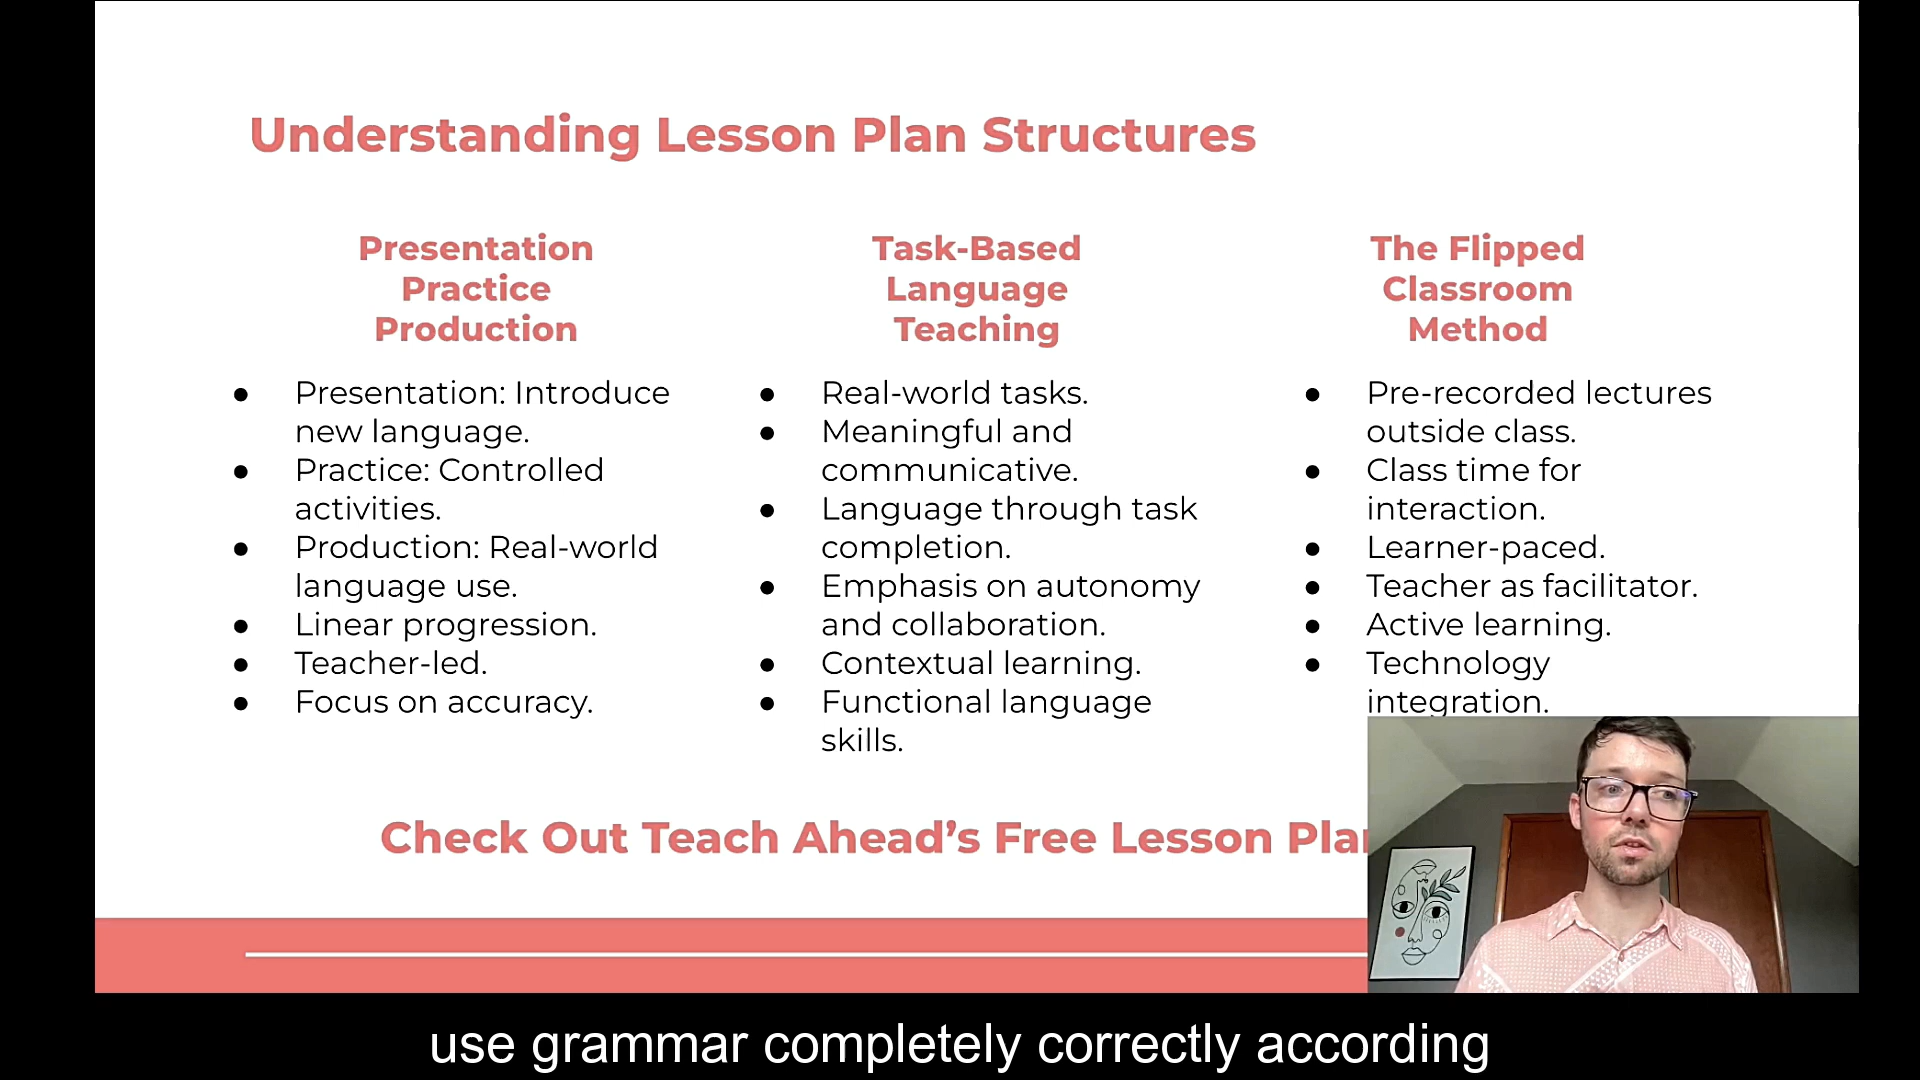 Understanding Lesson Plan Structures
Presentation
Practice
Production
● Presentation: Introduce
new language.
● Practice: Controlled
activities.
● Production: Real-world
language use.
● Linear progression.
● Teacher-led.
● Focus on accuracy.
Task-Based
Language
Teaching
● Real-world tasks.
● Meaningful and
communicative.
● Language through task
completion.
● Emphasis on autonomy
and collaboration.
● Contextual learning.
● Functional language
skills.
The Flipped
Classroom
Method
● Pre-recorded lectures
outside class.
● Class time for
interaction.
● Learner-paced.
● Teacher as facilitator.
● Active learning.
● Technology
integration.
Check Out Teach Ahead’s Free Lesson
use grammar completely correctly according